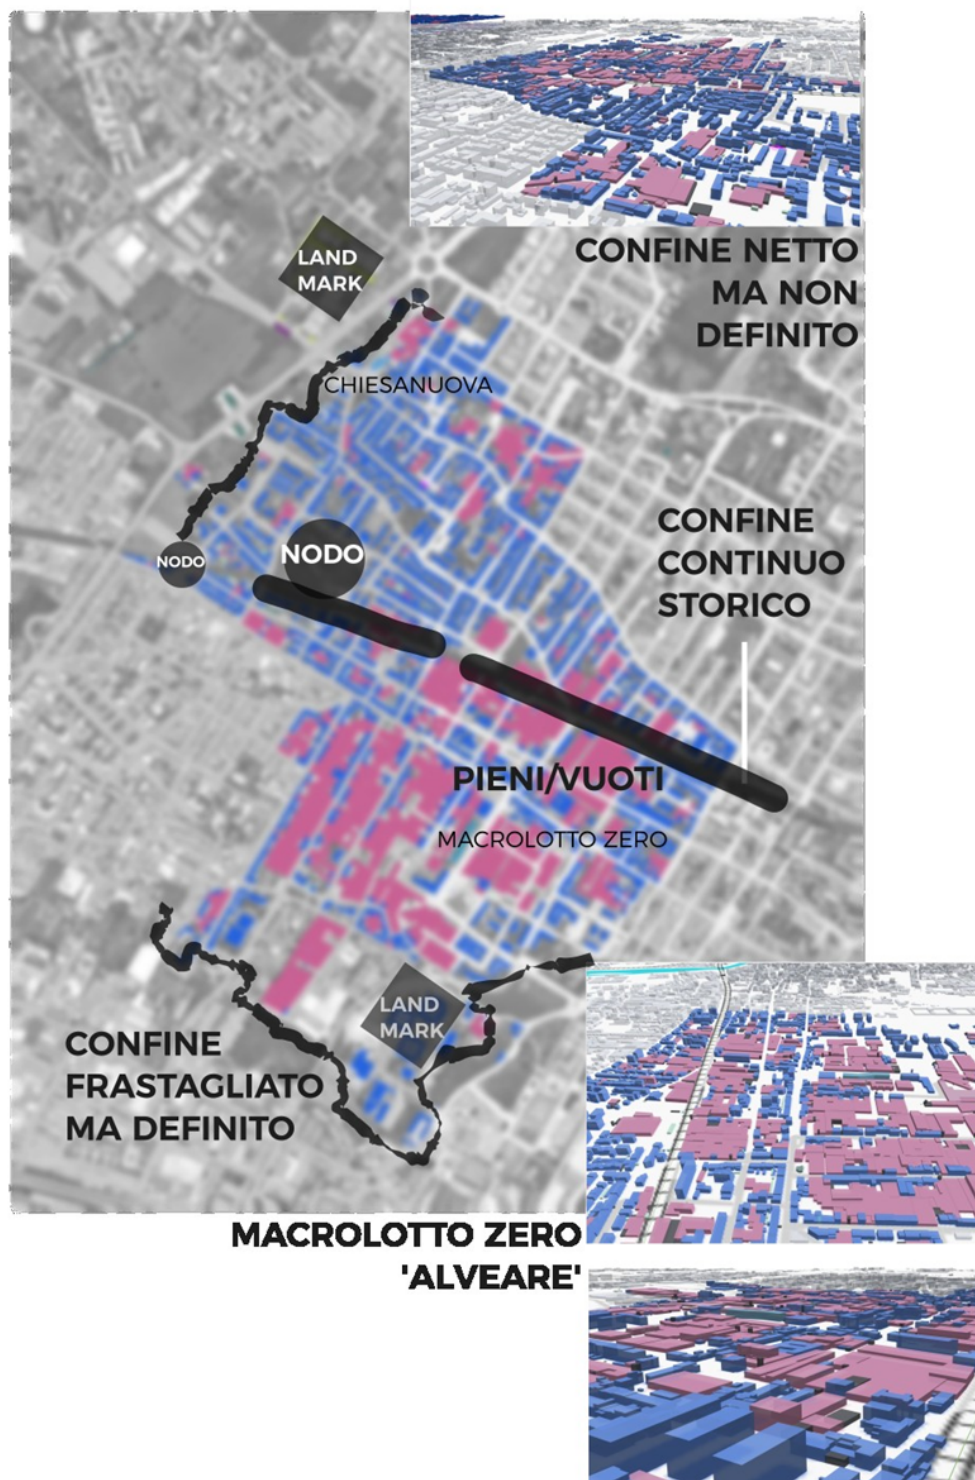 CONFINE NETTO
MA NON
DEFINITO
LAND
MARK
CHIESANUOVA
CONFINE
CONTINUO
STORICO
NODO
NODO
PIENI/VUOTI
MACROLOTTO ZERO
LAND
MARK
CONFINE
FRASTAGLIATO
MA DEFINITO
MACROLOTTO ZERO
'ALVEARE'